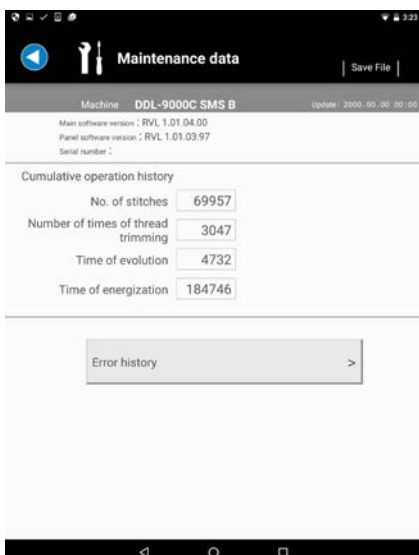 3:23
Maintenance data
| Save File |
Machine DDL-9000C SMS B Update: 2000.00.00 00:00
Main software version : RVL 1.01.04.00
Panel software version : RVL 1.01.03.97
Serial number :
Cumulative operation history
No. of stitches 69957
Number of times of thread
trimming 3047
Time of evolution 4732
Time of energization 184746
Error history >